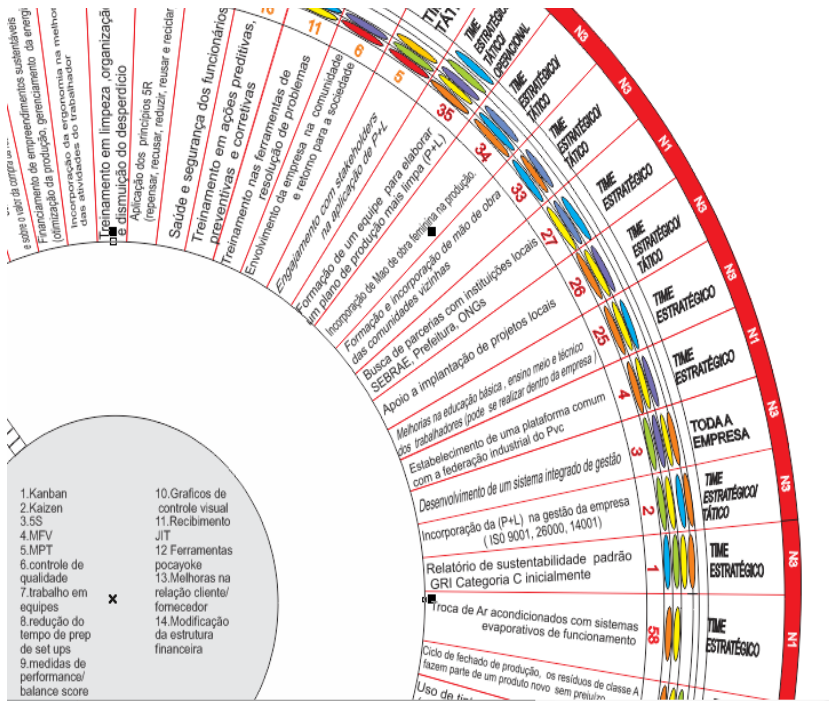 e sobre o valor da compra do
Financiamento de empreendimentos sustentáveis
(otimização da produção, gerenciamento da energia
Incorporação da ergonomia na melhor
das atividades do trabalhador
Treinamento em limpeza ,organizaçã
e dismuição do desperdício
Aplicação dos princípios 5R
(repensar, recusar, reduzir, reusar e reciclar
Saúde e segurança dos funcionários
Treinamento em ações preditivas,
preventivas e corretivas
Treinamento nas ferramentas de
resolução de problemas
Envolvimento da empresa na comunidade
e retorno para a sociedade
Engajamento com stakeholders
na aplicação de P+L
Formação de um equipe para elaborar
um plano de produção mais limpa (P+L)
Incorporação de Mao de obra feminina na produção.
Formação e incorporação de mão de obra
das comunidades vizinhas
Busca de parcerias com instituições locais
SEBRAE, Prefeitura, ONGs
Apoio a implantação de projetos locais
Melhorias na educação básica , ensino meio e técnico
dos trabalhadores (pode se realizar dentro da empresa )
Estabelecimento de uma plataforma comum
com a federação industrial do Pvc
Desenvolvimento de um sistema integrado de gestão
Incorporação da (P+L) na gestão da empresa
( ISO 9001, 26000, 14001)
Relatório de sustentabilidade padrão
GRI Categoria C inicialmente
Troca de Ar acondicionados com sistemas
evaporativos de funcionamento
Ciclo de fechado de produção, os resíduos de classe A
fazem parte de um produto novo sem prejuízo
Uso de
11
6
5
35
34
33
27
26
25
4
3
2
1
58
TIME
TÁTICO
TIME
ESTRATÉGICO
TÁTICO/
OPERACIONAL
TIME
ESTRATÉGICO/
TÁTICO
TIME
ESTRATÉGICO/
TÁTICO
TIME
ESTRATÉGICO
TIME
ESTRATÉGICO/
TÁTICO
TIME
ESTRATÉGICO
TIME
ESTRATÉGICO
TODA A
EMPRESA
TIME
ESTRATÉGICO/
TÁTICO
TIME
ESTRATÉGICO
TIME
ESTRATÉGICO
N3
N3
N1
N3
N3
N1
N3
N3
N3
N1
1.Kanban
2.Kaizen
3.5S
4.MFV
5.MPT
6.controle de
qualidade
7.trabalho em
equipes
8.redução do
tempo de prep
de set ups
9.medidas de
performance/
balance score
10.Graficos de
controle visual
11.Recibimento
JIT
12 Ferramentas
pocayoke
13.Melhoras na
relação cliente/
fornecedor
14.Modificação
da estrutura
financeira